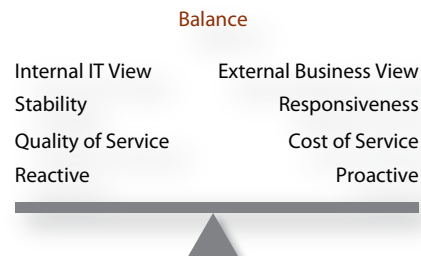 Balance
Internal IT View External Business View
Stability Responsiveness
Quality of Service Cost of Service
Reactive Proactive